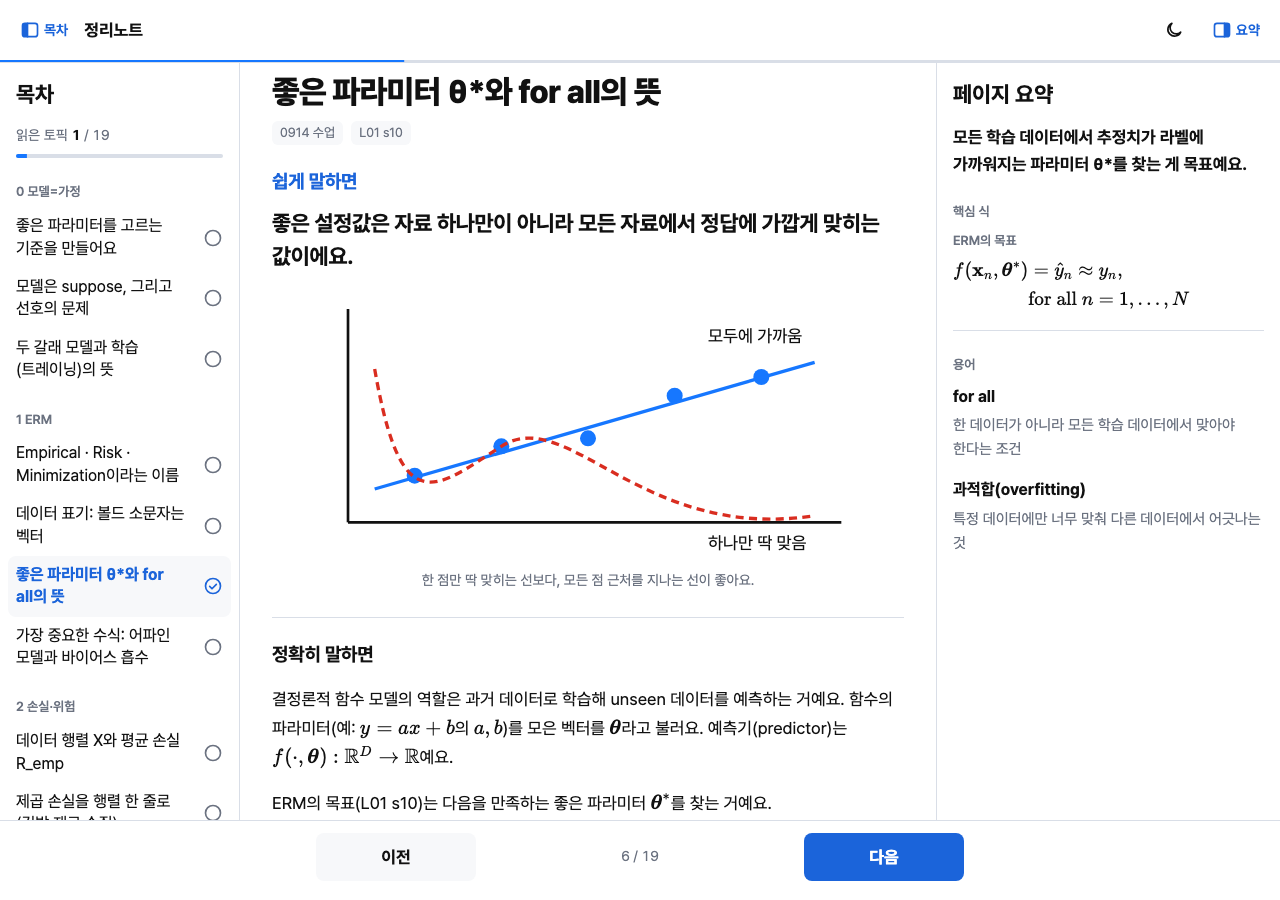 목차
정리노트
요약
목차
읽은 토픽 1 / 19
0 모델=가정
좋은 파라미터를 고르는
기준을 만들어요
모델은 suppose, 그리고
선호의 문제
두 갈래 모델과 학습
(트레이닝)의 뜻
1 ERM
Empirical · Risk ·
Minimization이라는 이름
데이터 표기: 볼드 소문자는
벡터
좋은 파라미터 θ*와 for
all의 뜻
가장 중요한 수식: 어파인
모델과 바이어스 흡수
2 손실·위험
데이터 행렬 X와 평균 손실
R_emp
제곱 손실을 행렬 한 줄로
좋은 파라미터 θ*와 for all의 뜻
0914 수업
L01 s10
쉽게 말하면
좋은 설정값은 자료 하나만이 아니라 모든 자료에서 정답에 가깝게 맞히는
값이에요.
모두에 가까움
하나만 딱 맞음
한 점만 딱 맞히는 선보다, 모든 점 근처를 지나는 선이 좋아요.
정확히 말하면
결정론적 함수 모델의 역할은 과거 데이터로 학습해 unseen 데이터를 예측하는 거예요. 함수의
파라미터(예: y = ax + b의 a, b)를 모은 벡터를 θ라고 불러요. 예측기(predictor)는
f(·, θ) : ℝ^D → ℝ예요.
ERM의 목표(L01 s10)는 다음을 만족하는 좋은 파라미터 θ*를 찾는 거예요.
페이지 요약
모든 학습 데이터에서 추정치가 라벨에
가까워지는 파라미터 θ*를 찾는 게 목표예요.
핵심 식
ERM의 목표
f(x_n, θ*) = ŷ_n ≈ y_n,
for all n = 1, . . . , N
용어
for all
한 데이터가 아니라 모든 학습 데이터에서 맞아야
한다는 조건
과적합(overfitting)
특정 데이터에만 너무 맞춰 다른 데이터에서 어긋나는
것
이전
6 / 19
다음